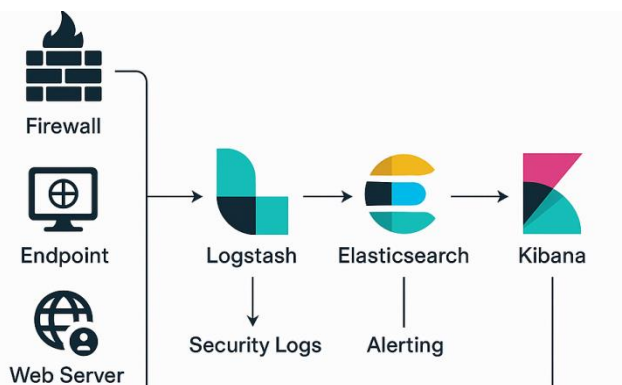 Firewall
Endpoint
Logstash
Elasticsearch
Kibana
Security Logs
Alerting
Web Server